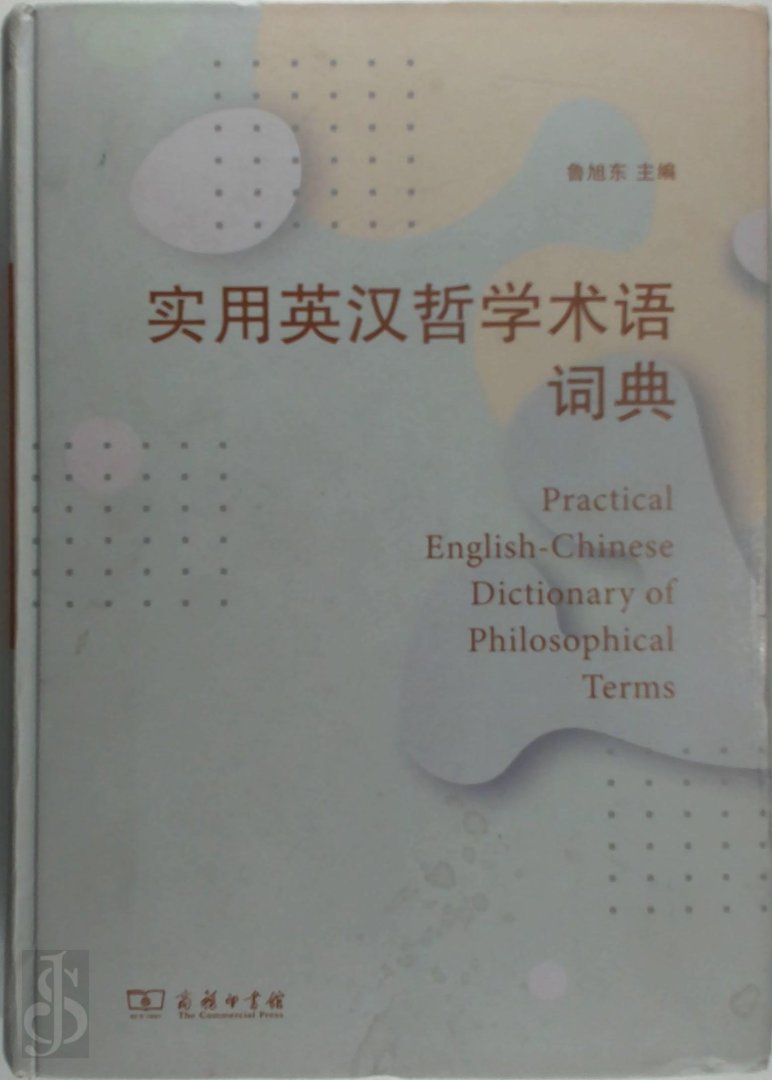 鲁旭东 主编
实用英汉哲学术语
词典
Practical
English-Chinese
Dictionary of
Philosophical
Terms
商務印書館
The Commercial Press